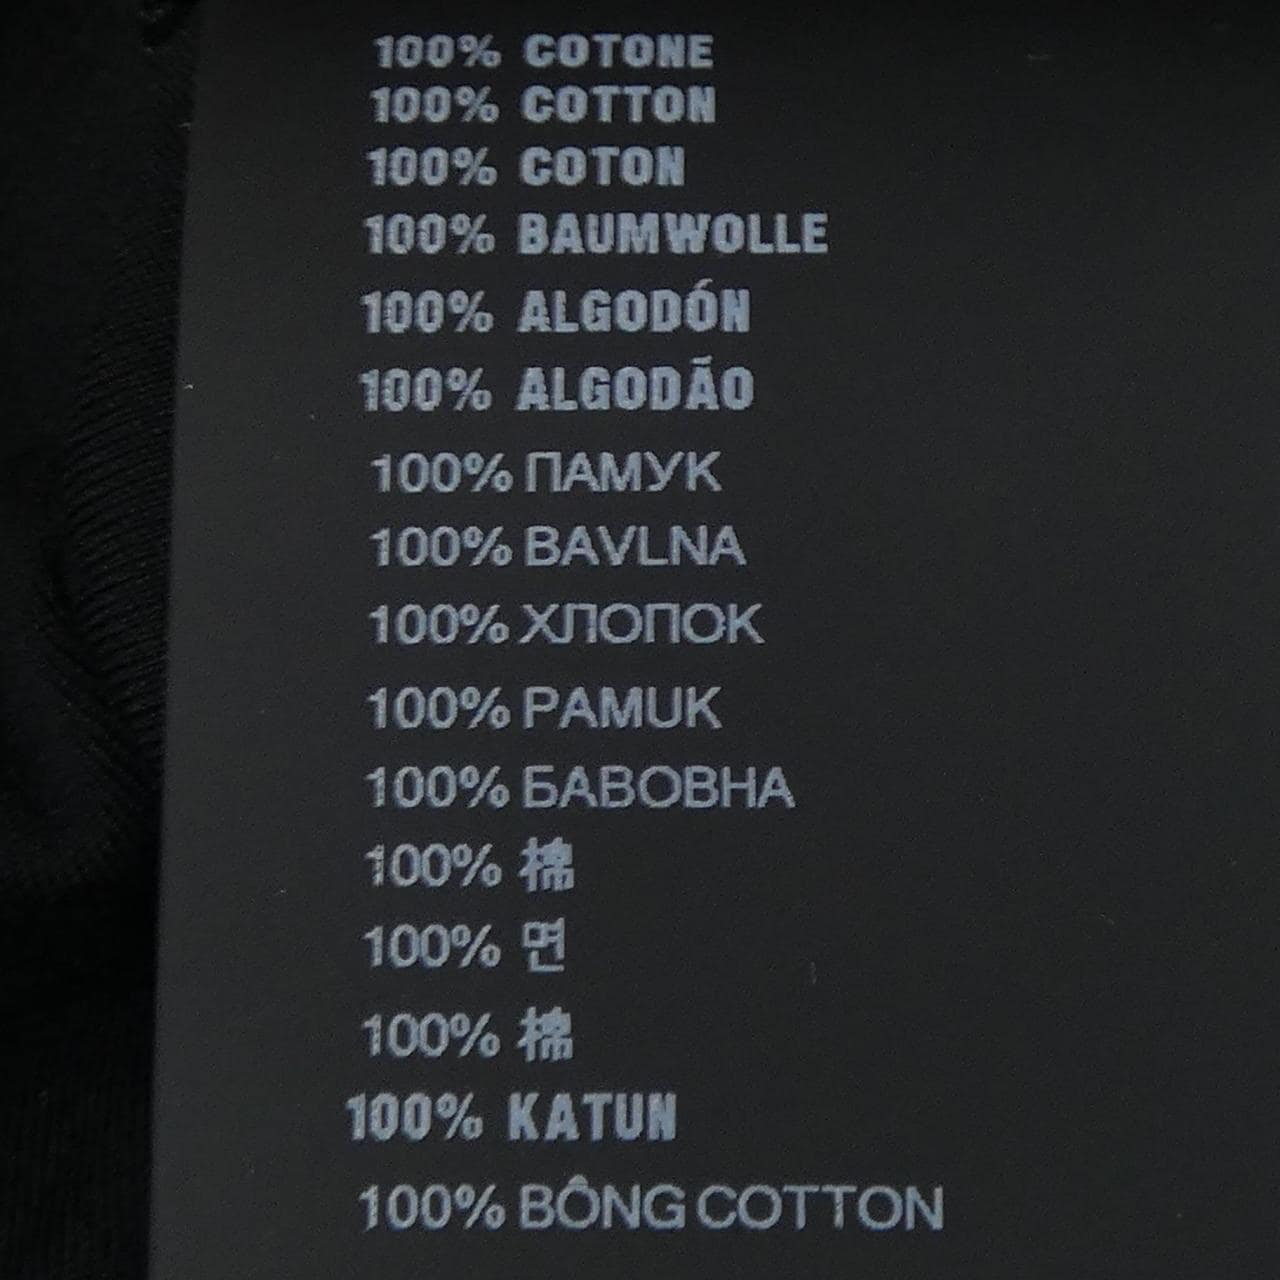 100% COTONE
100% COTTON
100% COTON
100% BAUMWOLLE
100% ALGODÓN
100% ALGODÃO
100% ПАМУК
100% BAVLNA
100% ХЛОПОК
100% PAMUK
100% БАВОВНА
100% 棉
100% 면
100% 棉
100% KATUN
100% BÔNG COTTON